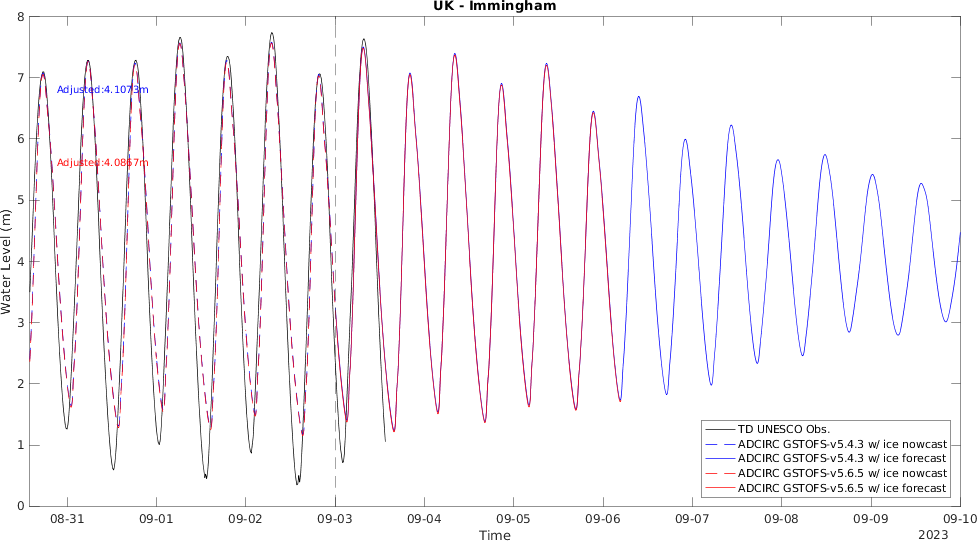 UK - Immingham
8
7
6
5
4
3
2
1
0
Water Level (m)
Adjusted:4.1073m
Adjusted:4.0867m
TD UNESCO Obs.
ADCIRC GSTOFS-v5.4.3 w/ ice nowcast
ADCIRC GSTOFS-v5.4.3 w/ ice forecast
ADCIRC GSTOFS-v5.6.5 w/ ice nowcast
ADCIRC GSTOFS-v5.6.5 w/ ice forecast
08-31 09-01 09-02 09-03 09-04 09-05 09-06 09-07 09-08 09-09 09-10
Time
2023